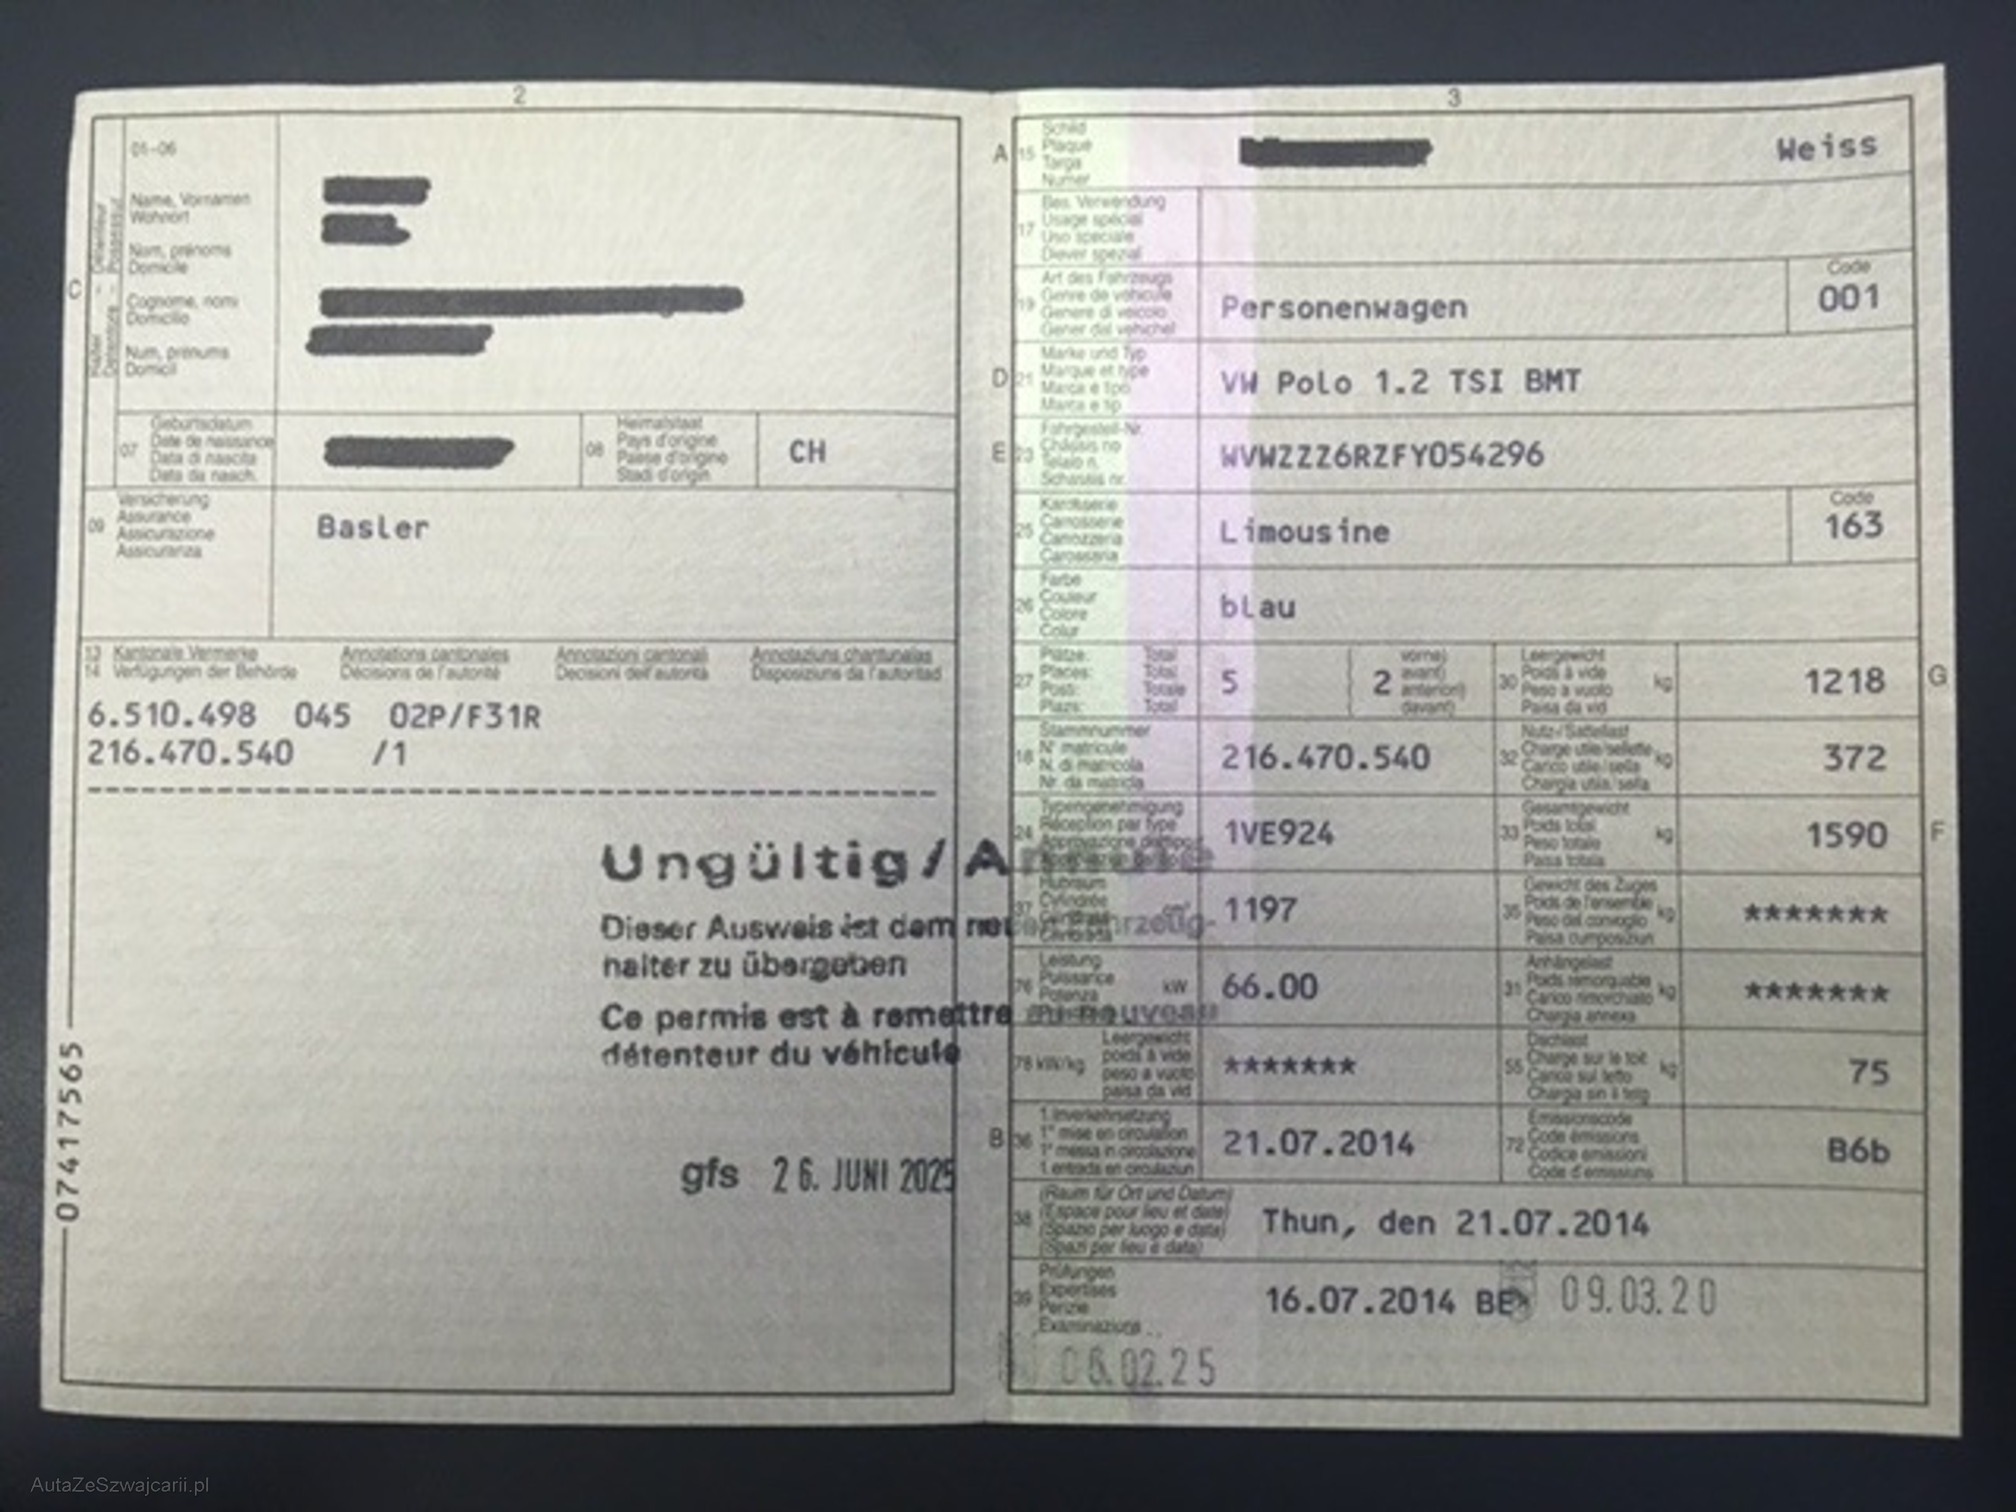 2
01-06
Name, Vornamen
Wohnort
Nom, prénoms
Domicile
Cognome, nomi
Domicilio
Num, prenums
Domicil
C
07
Geburtsdatum
Date de naissance
Data di nascita
Data da nasch.
08
Heimatstaat
Pays d'origine
Paese d'origine
Stadi d'origin
CH
09
Versicherung
Assurance
Assicurazione
Assicuranza
Basler
13 Kantonale Vermerke Annotations cantonales Annotazioni cantonali Annotaziuns chantunalas
14 Verfügungen der Behörde Décisions de l'autorité Decisioni dell'autorità Disposiziuns da l'autoritad
6.510.498 045 02P/F31R
216.470.540 /1
Ungültig/
Dieser Ausweis ist dem
halter zu übergeben
Ce permis est à remettre au nouveau
détenteur du véhicule
gfs 26. JUNI 2025
07417565
3
A 15
Schild
Plaque
Targa
Numer
Weiss
17
Bes. Verwendung
Usage spécial
Uso speciale
Diever spezial
19
Art des Fahrzeugs
Genre de véhicule
Genere di veicolo
Gener dal vehichel
Personenwagen
Code
001
D 21
Marke und Typ
Marque et type
Marca e tipo
Marca e tip
VW Polo 1.2 TSI BMT
E 23
Fahrgestell-Nr.
Châssis no
Telaio n.
Schassis nr.
WVWZZZ6RZFY054296
25
Karosserie
Carrosserie
Carrozzeria
Carossaria
Limousine
Code
163
26
Farbe
Couleur
Colore
Colur
blau
27
Plätze: Total
Places: Total
Posti: Totale
Plazs: Total
5
2
vorne)
avant)
anteriori)
davant)
30
Leergewicht
Poids à vide
Peso a vuoto
Paisa da vid
kg
1218
G
18
Stammnummer
N° matricule
N. di matricola
Nr. da matricla
216.470.540
32
Nutz-/Sattellast
Charge utile/sellette
Carico utile/sella
Chargia utila/sella
kg
372
24
Typengenehmigung
Réception par type
1VE924
33
Gesamtgewicht
Poids total
Peso totale
Paisa totala
kg
1590
F
37
Hubraum
Cylindrée
1197
35
Gewicht des Zuges
Poids de l'ensemble
Peso del convoglio
Paisa cumposiziun
kg
*******
76
Leistung
Puissance
Potenza
kW
66.00
31
Anhängelast
Poids remorquable
Carico rimorchiato
Chargia annexa
kg
*******
78 kW/kg
Leergewicht
poids à vide
peso a vuoto
paisa da vid
*******
55
Dachlast
Charge sur le toit
Carico sul tetto
Chargia sin il tetg
kg
75
B 36
1. Inverkehrsetzung
1re mise en circulation
1a messa in circolazione
1. entrada en circulaziun
21.07.2014
72
Emissionscode
Code émissions
Codice emissioni
Code d'emissiuns
B6b
38
(Raum für Ort und Datum)
(Espace pour lieu et date)
(Spazio per luogo e data)
(Spazi per lieu e data)
Thun, den 21.07.2014
39
Prüfungen
Expertises
Perizie
Examinaziuns
16.07.2014 BE
09.03.20
06.02.25
AutaZeSzwajcarii.pl